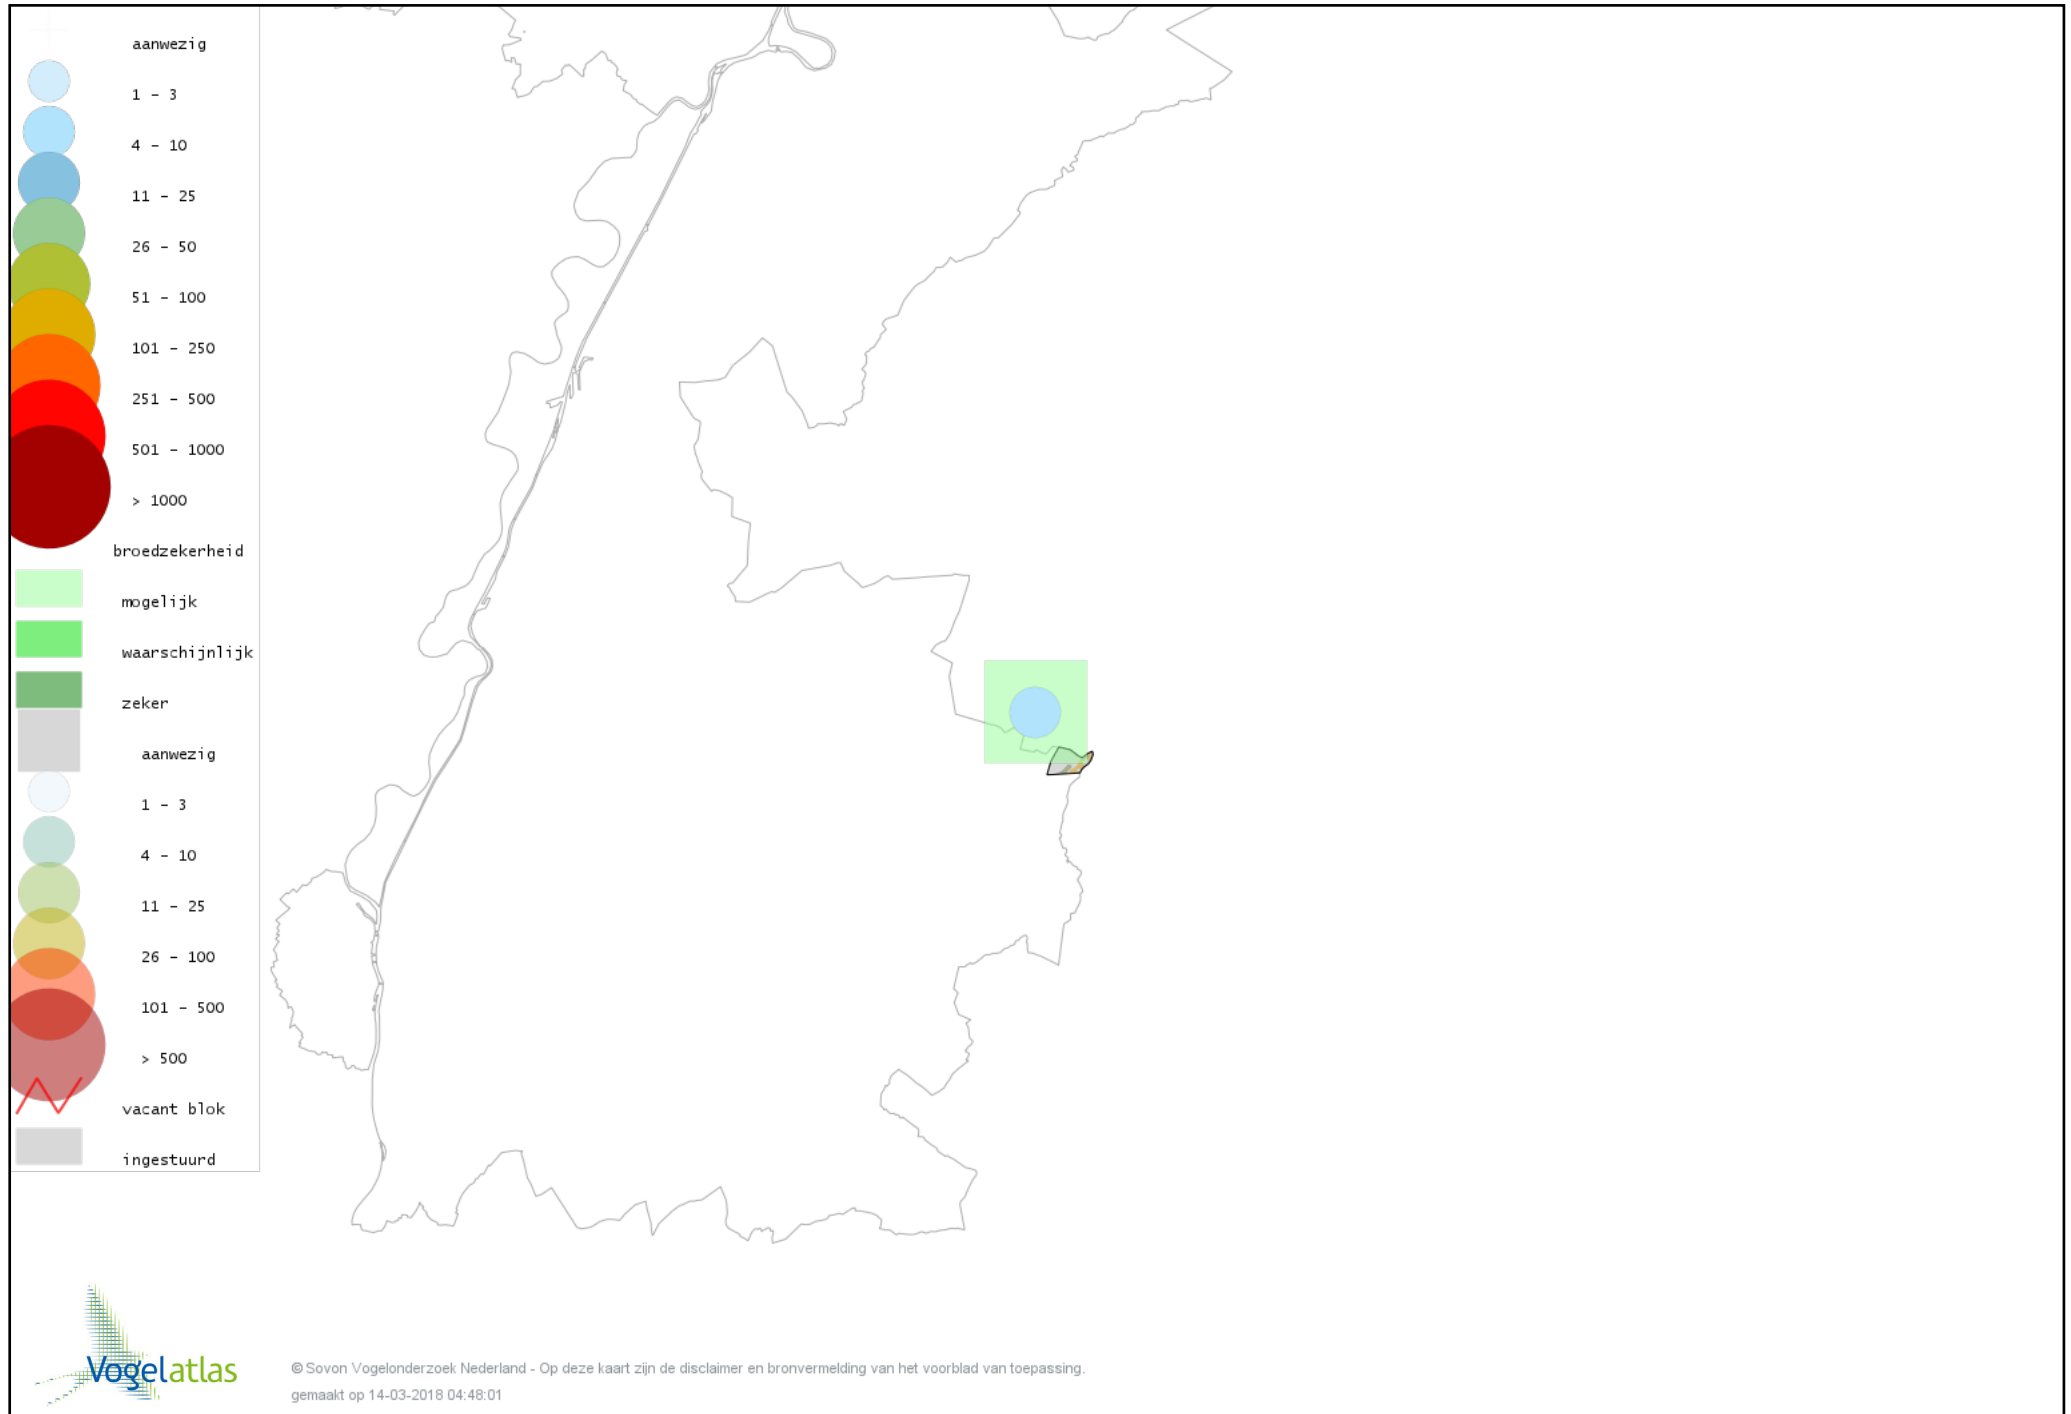 aanwezig
1 - 3
4 - 10
11 - 25
26 - 50
51 - 100
101 - 250
251 - 500
501 - 1000
> 1000
broedzekerheid
mogelijk
waarschijnlijk
zeker
aanwezig
1 - 3
4 - 10
11 - 25
26 - 100
101 - 500
> 500
vacant blok
ingestuurd
Vogelatlas
© Sovon Vogelonderzoek Nederland - Op deze kaart zijn de disclaimer en bronvermelding van het voorblad van toepassing.
gemaakt op 14-03-2018 04:48:01